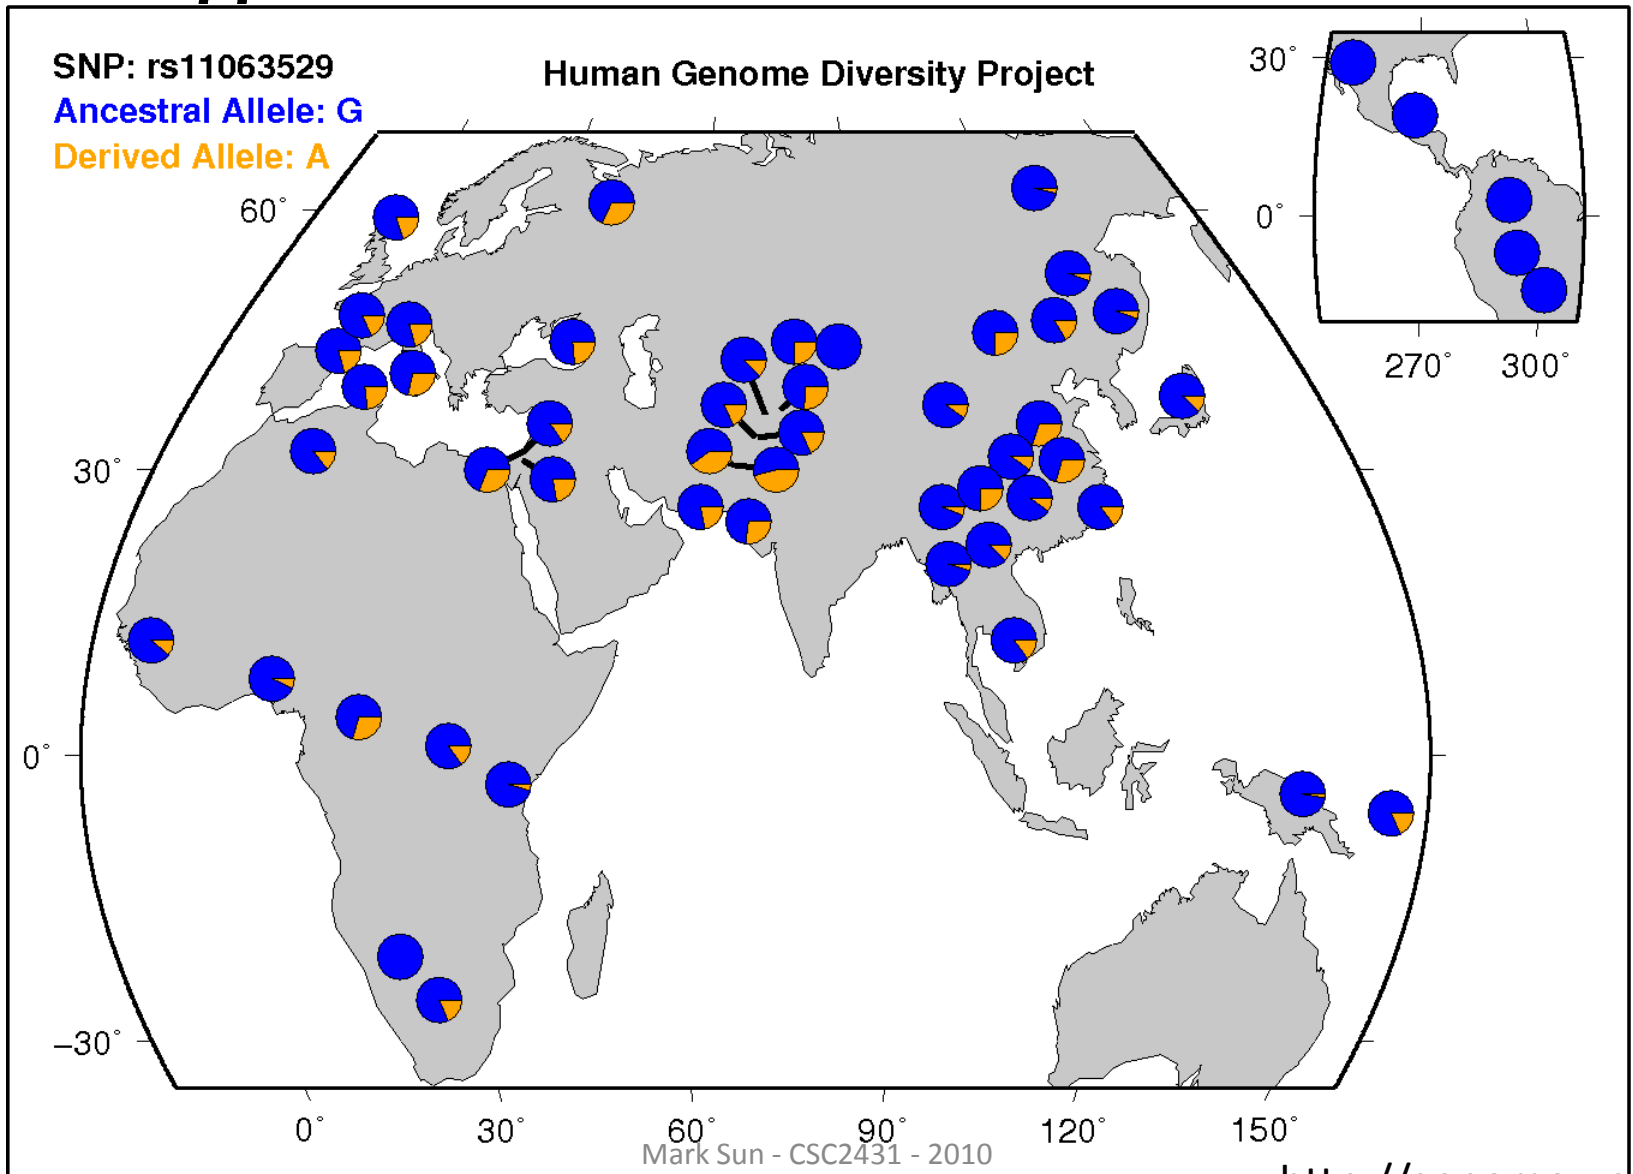 SNP: rs11063529
Ancestral Allele: G
Derived Allele: A
Human Genome Diversity Project
30°
0°
270°
300°
60°
30°
0°
−30°
0°
30°
60°
90°
120°
150°
Mark Sun - CSC2431 - 2010